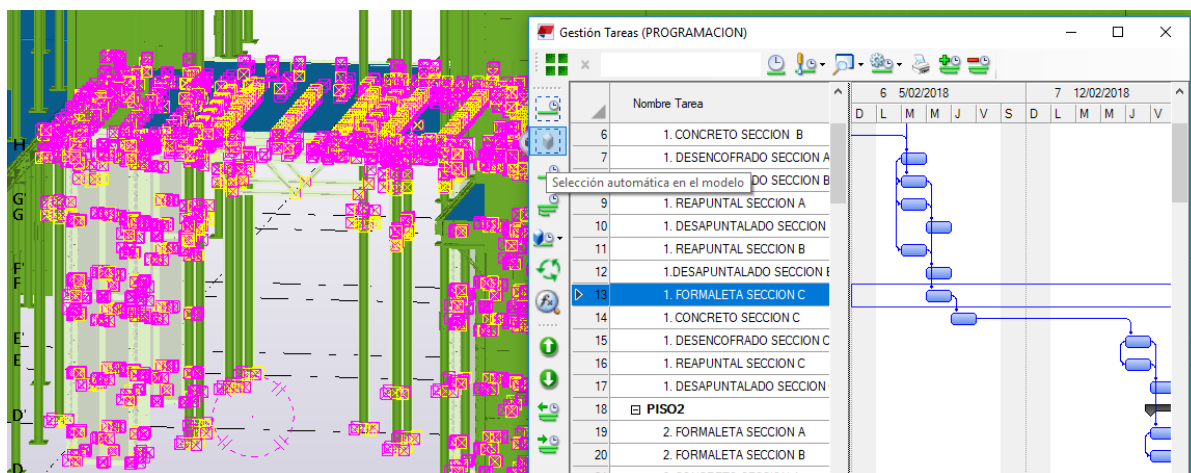 Gestión Tareas (PROGRAMACION)
Nombre Tarea
6 5/02/2018
7 12/02/2018
D L M M J V S D L M M J V
6 1. CONCRETO SECCION B
7 1. DESENCOFRADO SECCION A
DO SECCION B
Selección automática en el modelo
9 1. REAPUNTAL SECCION A
10 1. DESAPUNTALADO SECCION
11 1. REAPUNTAL SECCION B
12 1.DESAPUNTALADO SECCION E
13 1. FORMALETA SECCION C
14 1. CONCRETO SECCION C
15 1. DESENCOFRADO SECCION C
16 1. REAPUNTAL SECCION C
17 1. DESAPUNTALADO SECCION
18 PISO2
19 2. FORMALETA SECCION A
20 2. FORMALETA SECCION B
H
G'
G
F'
F
E'
E
D'
D